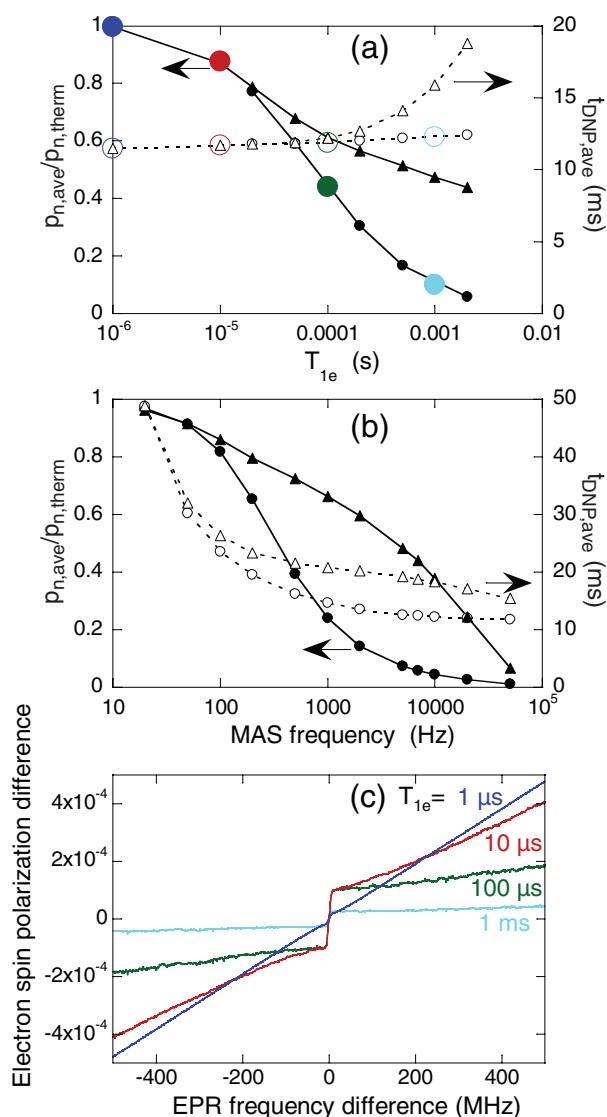 (a)
p_n,ave/p_n,therm
1
0.8
0.6
0.4
0.2
0
20
15
10
5
0
t_DNP,ave (ms)
10^-6 10^-5 0.0001 0.001 0.01
T_1e (s)
(b)
p_n,ave/p_n,therm
1
0.8
0.6
0.4
0.2
0
50
40
30
20
10
0
t_DNP,ave (ms)
10 100 1000 10000 10^5
MAS frequency (Hz)
(c)
T_1e= 1 µs
10 µs
100 µs
1 ms
Electron spin polarization difference
4x10^-4
2x10^-4
0
-2x10^-4
-4x10^-4
-400 -200 0 200 400
EPR frequency difference (MHz)